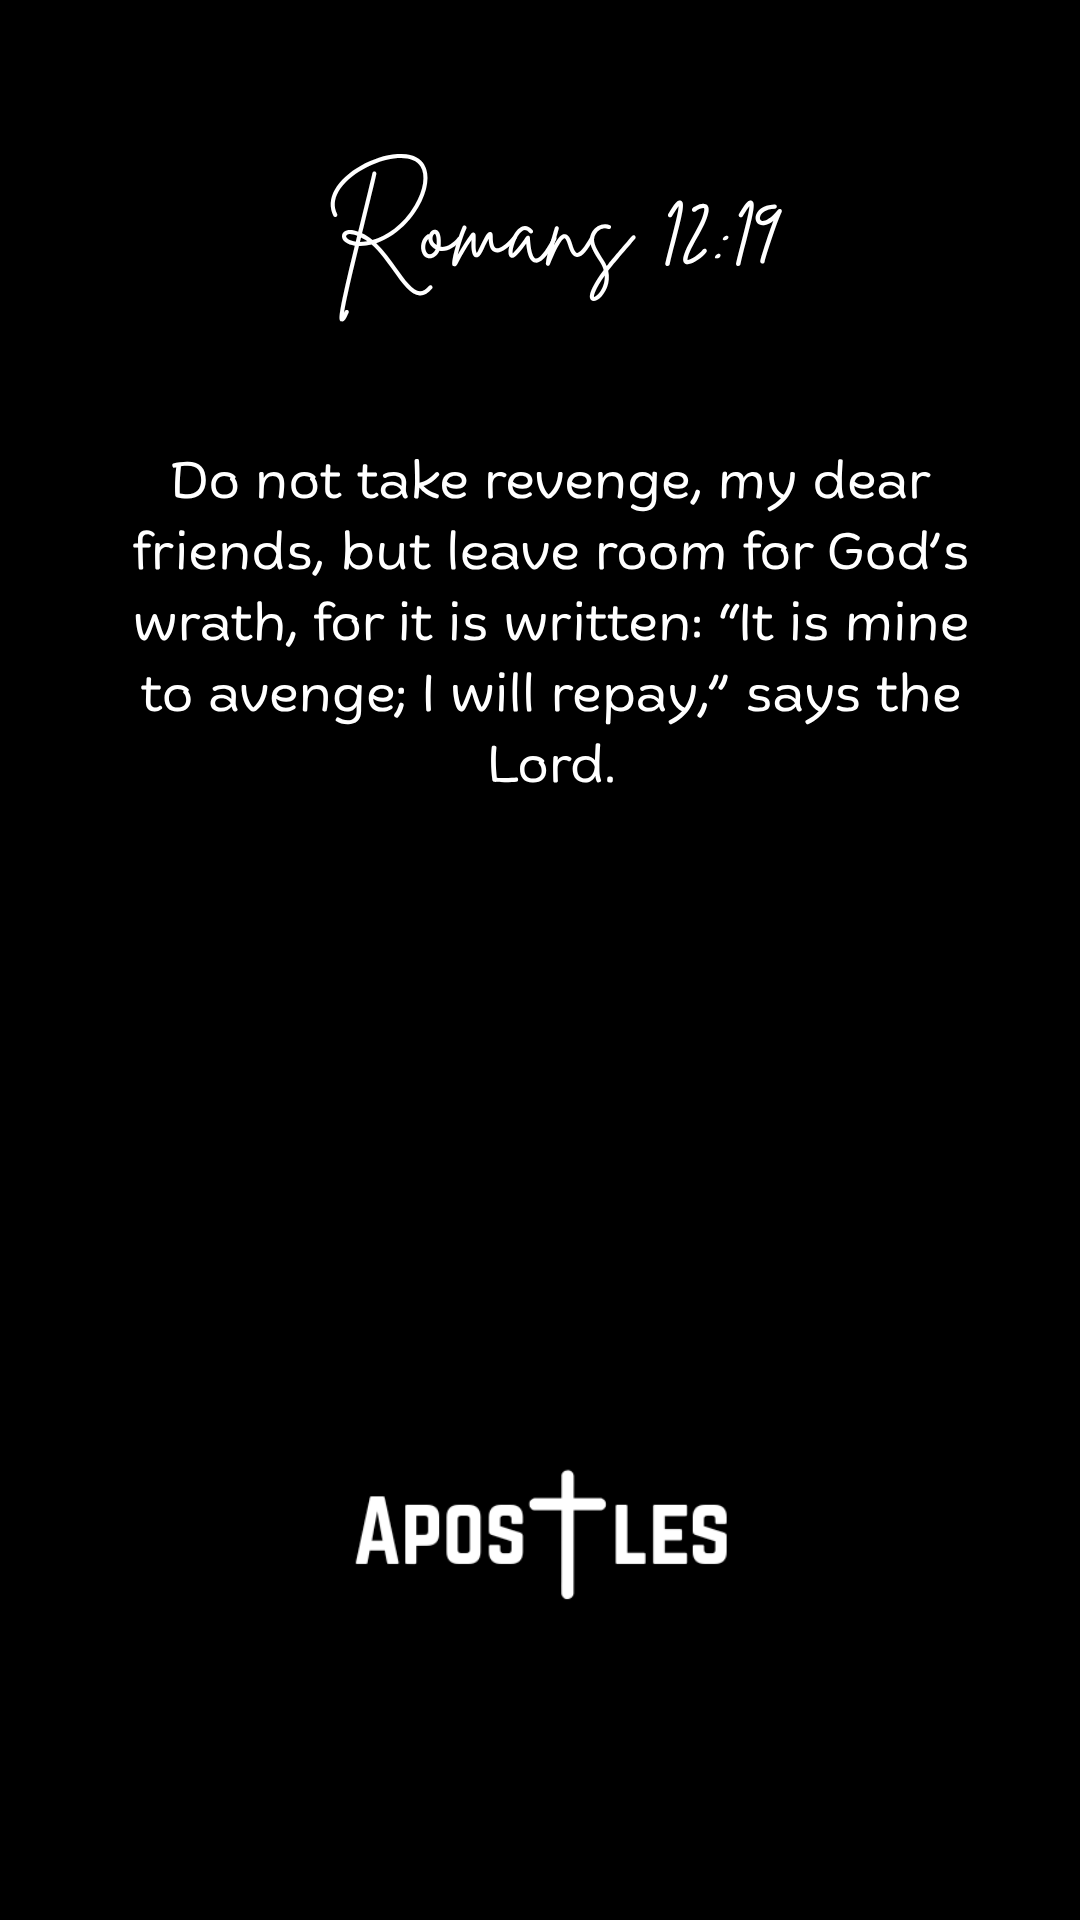 Romans 12:19
Do not take revenge, my dear
friends, but leave room for God’s
wrath, for it is written: “It is mine
to avenge; I will repay,” says the
Lord.
APOSTLES